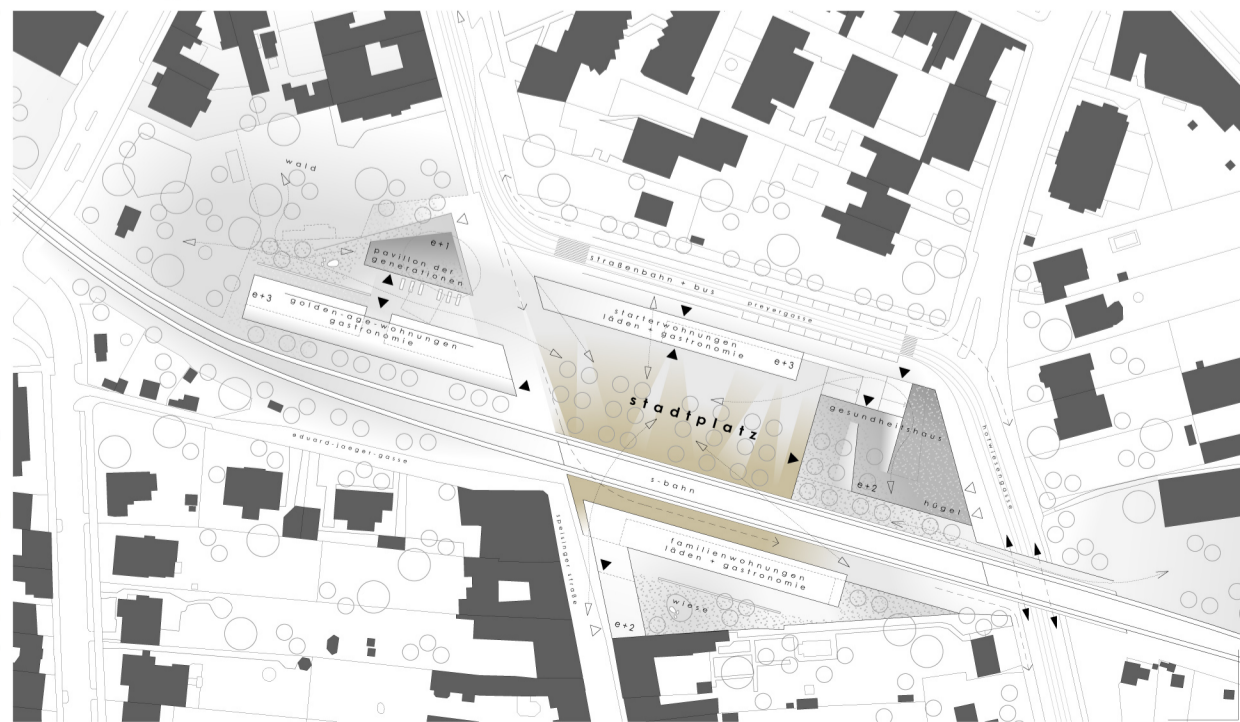 wald
e+1
pavillon der
generationen
straßenbahn + bus
preyergasse
e+3
golden-age-wohnungen
gastronomie
starterwohnungen
läden + gastronomie
e+3
stadtplatz
gesundheitshaus
hörwiesengasse
eduard-jaeger-gasse
s-bahn
e+2
hügel
speisinger straße
familienwohnungen
läden + gastronomie
wiese
e+2